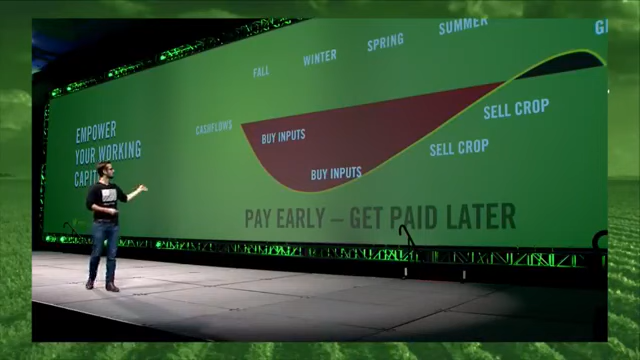 FALL
WINTER
SPRING
SUMMER
CASHFLOWS
EMPOWER
YOUR WORKING
BUY INPUTS
BUY INPUTS
SELL CROP
SELL CROP
PAY EARLY – GET PAID LATER